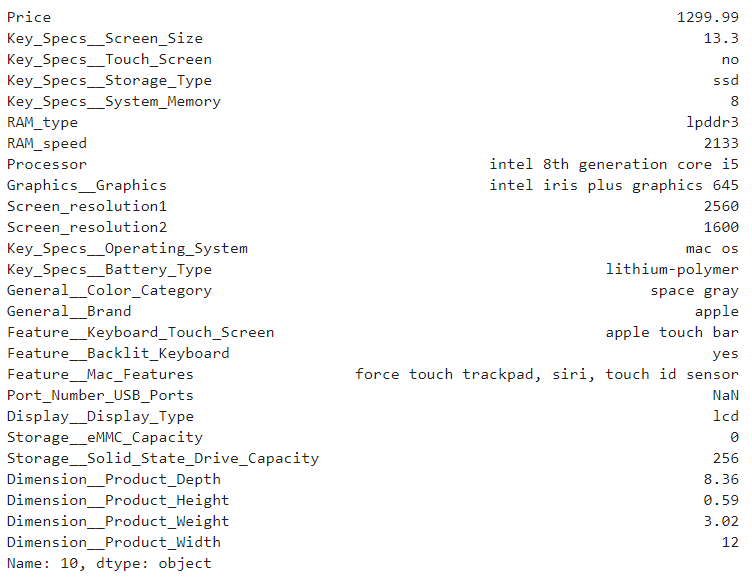 Price 1299.99
Key_Specs__Screen_Size 13.3
Key_Specs__Touch_Screen no
Key_Specs__Storage_Type ssd
Key_Specs__System_Memory 8
RAM_type lpddr3
RAM_speed 2133
Processor intel 8th generation core i5
Graphics__Graphics intel iris plus graphics 645
Screen_resolution1 2560
Screen_resolution2 1600
Key_Specs__Operating_System mac os
Key_Specs__Battery_Type lithium-polymer
General__Color_Category space gray
General__Brand apple
Feature__Keyboard_Touch_Screen apple touch bar
Feature__Backlit_Keyboard yes
Feature__Mac_Features force touch trackpad, siri, touch id sensor
Port_Number_USB_Ports NaN
Display__Display_Type lcd
Storage__eMMC_Capacity 0
Storage__Solid_State_Drive_Capacity 256
Dimension__Product_Depth 8.36
Dimension__Product_Height 0.59
Dimension__Product_Weight 3.02
Dimension__Product_Width 12
Name: 10, dtype: object